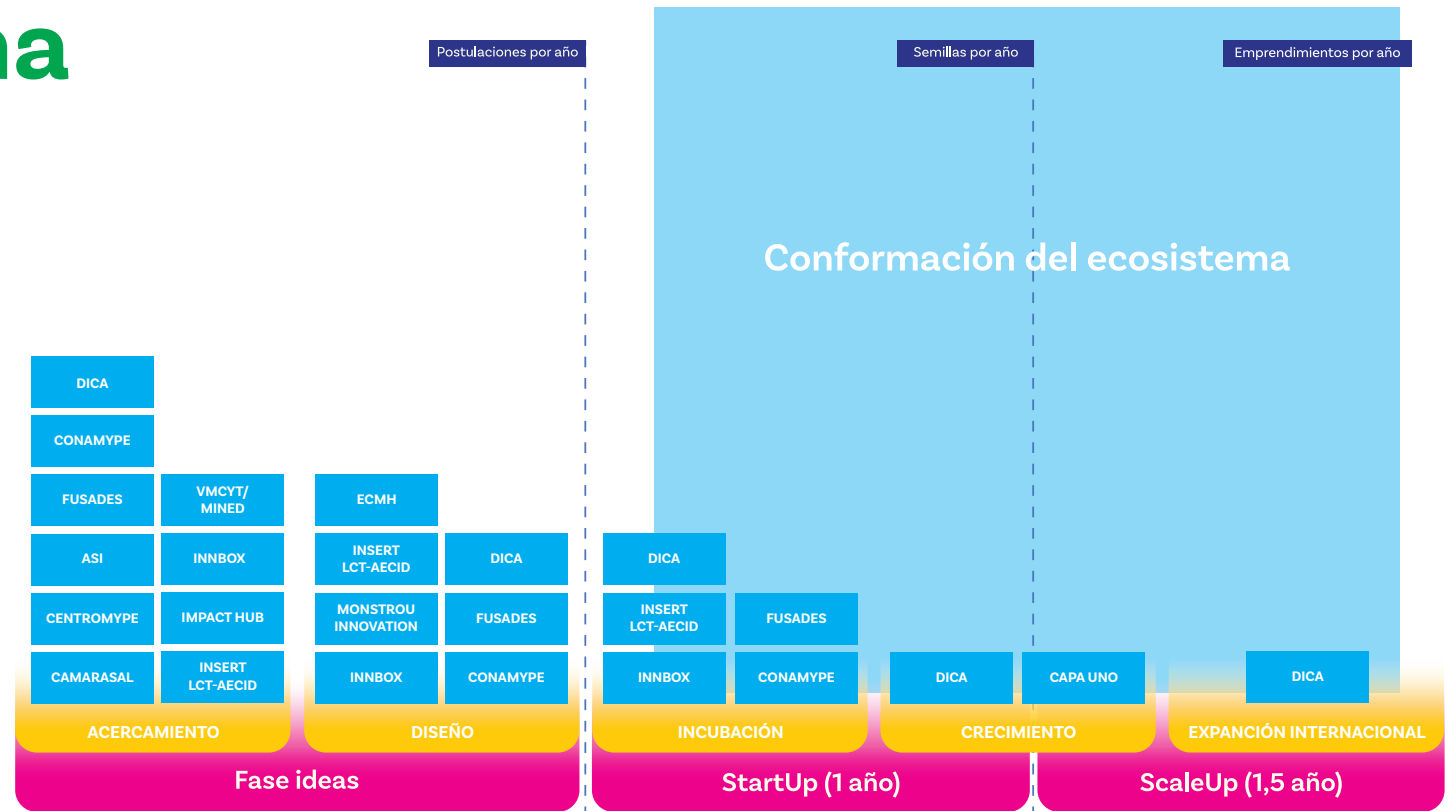 na
Postulaciones por año
Semillas por año
Emprendimientos por año
Conformación del ecosistema
DICA
CONAMYPE
FUSADES
VMCYT/
MINED
ECMH
ASI
INNBOX
INSERT
LCT-AECID
DICA
DICA
CENTROMYPE
IMPACT HUB
MONSTROU
INNOVATION
FUSADES
INSERT
LCT-AECID
FUSADES
CAMARASAL
INSERT
LCT-AECID
INNBOX
CONAMYPE
INNBOX
CONAMYPE
DICA
CAPA UNO
DICA
ACERCAMIENTO
DISEÑO
INCUBACIÓN
CRECIMIENTO
EXPANCIÓN INTERNACIONAL
Fase ideas
StartUp (1 año)
ScaleUp (1,5 año)